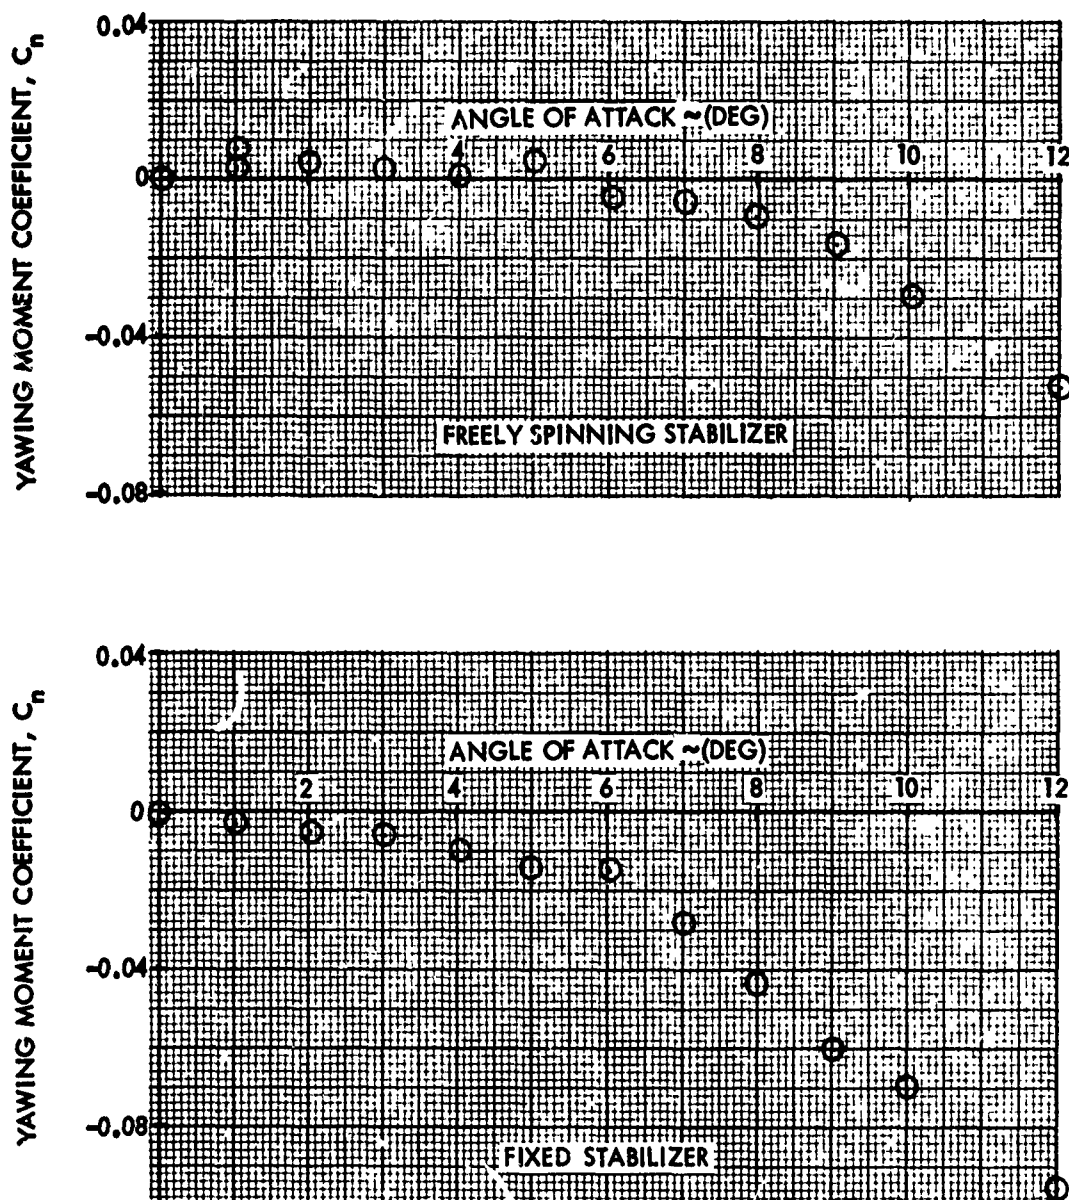 YAWING MOMENT COEFFICIENT, Cn
0.04
0
-0.04
-0.08
ANGLE OF ATTACK ~(DEG)
4 6 8 10 12
FREELY SPINNING STABILIZER
YAWING MOMENT COEFFICIENT, Cn
0.04
0
-0.04
-0.08
ANGLE OF ATTACK ~(DEG)
2 4 6 8 10 12
FIXED STABILIZER